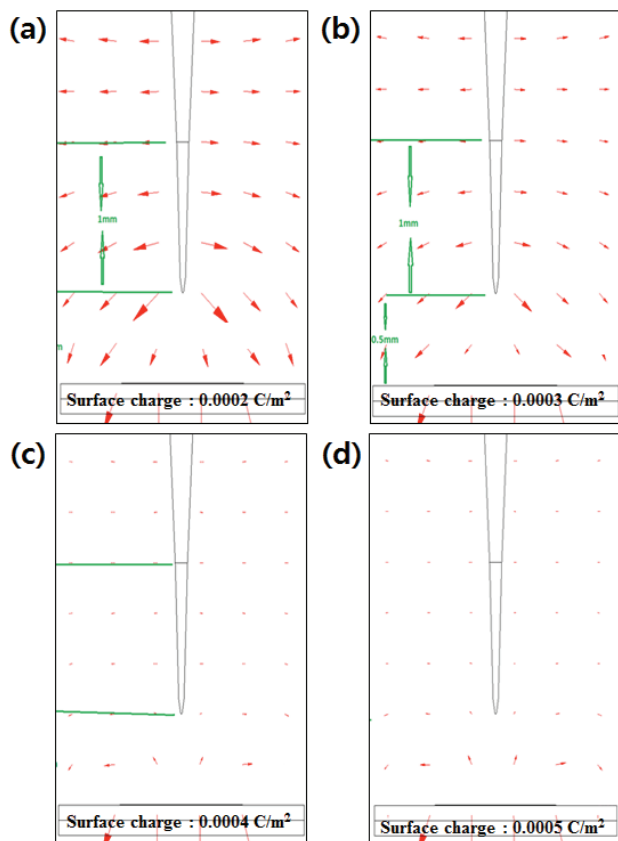 (a)
1mm
m
Surface charge : 0.0002 C/m²
(b)
1mm
0.5mm
Surface charge : 0.0003 C/m²
(c)
Surface charge : 0.0004 C/m²
(d)
Surface charge : 0.0005 C/m²